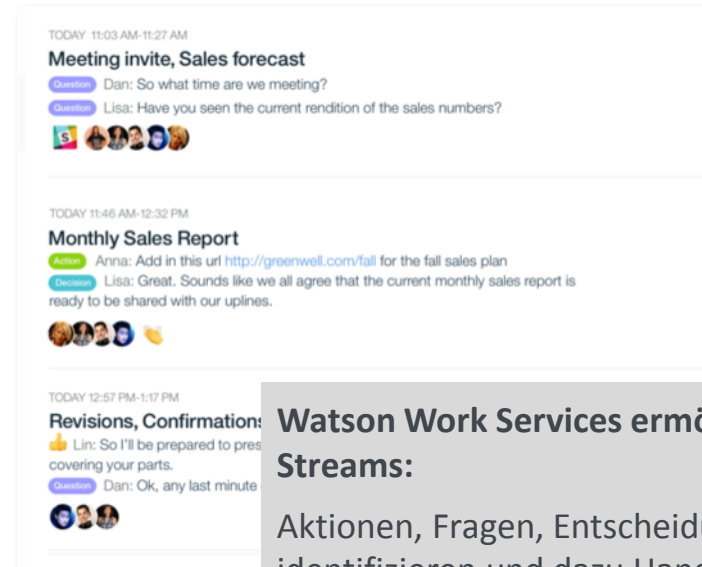 TODAY 11:03 AM-11:27 AM
Meeting invite, Sales forecast
Question Dan: So what time are we meeting?
Question Lisa: Have you seen the current rendition of the sales numbers?
S
TODAY 11:46 AM-12:32 PM
Monthly Sales Report
Action Anna: Add in this url http://greenwell.com/fall for the fall sales plan
Decision Lisa: Great. Sounds like we all agree that the current monthly sales report is
ready to be shared with our uplines.
TODAY 12:57 PM-1:17 PM
Revisions, Confirmations
👍 Lin: So I'll be prepared to pres
covering your parts.
Question Dan: Ok, any last minute
Watson Work Services ermö
Streams:
Aktionen, Fragen, Entscheid
identifizieren und dazu